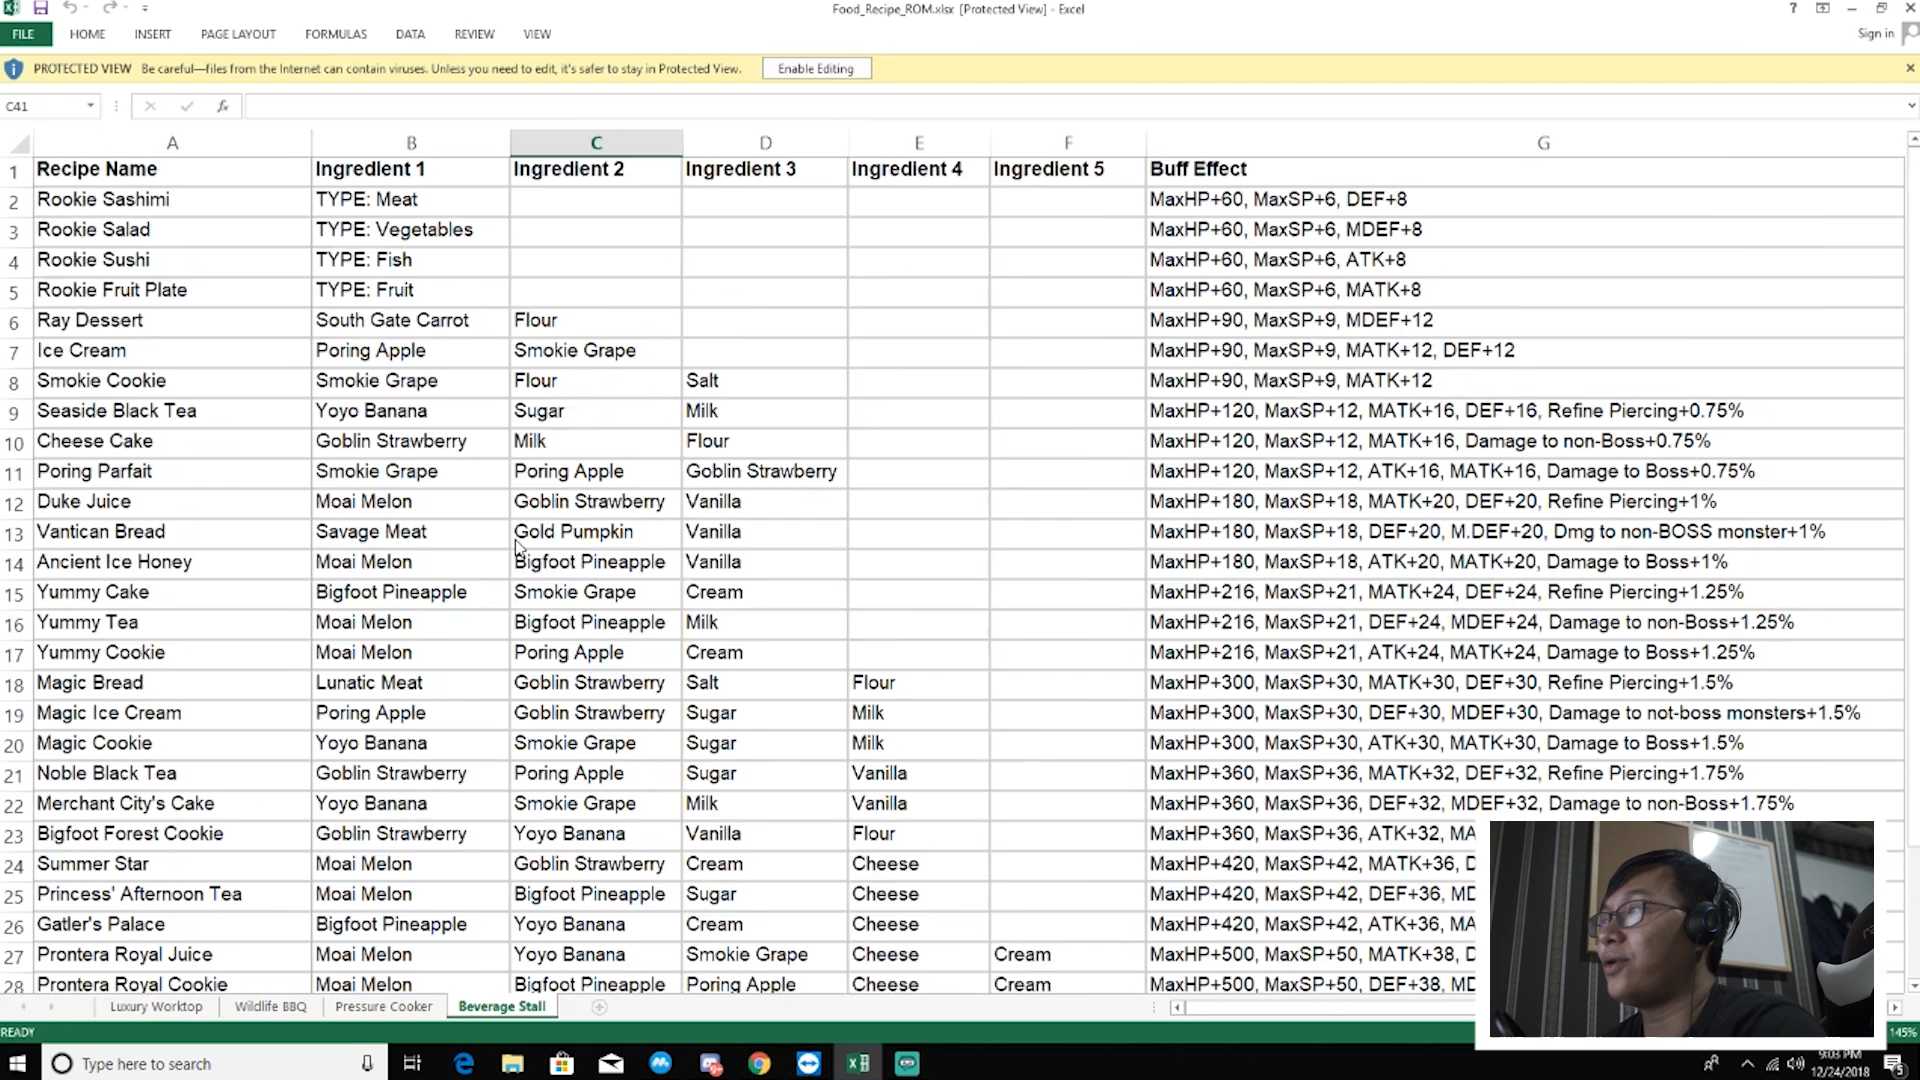 Food_Recipe_ROM.xlsx [Protected View] - Excel
FILE HOME INSERT PAGE LAYOUT FORMULAS DATA REVIEW VIEW Sign in
PROTECTED VIEW Be careful—files from the Internet can contain viruses. Unless you need to edit, it's safer to stay in Protected View. Enable Editing
C41 fx
A B C D E F G
1 Recipe Name Ingredient 1 Ingredient 2 Ingredient 3 Ingredient 4 Ingredient 5 Buff Effect
2 Rookie Sashimi TYPE: Meat MaxHP+60, MaxSP+6, DEF+8
3 Rookie Salad TYPE: Vegetables MaxHP+60, MaxSP+6, MDEF+8
4 Rookie Sushi TYPE: Fish MaxHP+60, MaxSP+6, ATK+8
5 Rookie Fruit Plate TYPE: Fruit MaxHP+60, MaxSP+6, MATK+8
6 Ray Dessert South Gate Carrot Flour MaxHP+90, MaxSP+9, MDEF+12
7 Ice Cream Poring Apple Smokie Grape MaxHP+90, MaxSP+9, MATK+12, DEF+12
8 Smokie Cookie Smokie Grape Flour Salt MaxHP+90, MaxSP+9, MATK+12
9 Seaside Black Tea Yoyo Banana Sugar Milk MaxHP+120, MaxSP+12, MATK+16, DEF+16, Refine Piercing+0.75%
10 Cheese Cake Goblin Strawberry Milk Flour MaxHP+120, MaxSP+12, MATK+16, Damage to non-Boss+0.75%
11 Poring Parfait Smokie Grape Poring Apple Goblin Strawberry MaxHP+120, MaxSP+12, ATK+16, MATK+16, Damage to Boss+0.75%
12 Duke Juice Moai Melon Goblin Strawberry Vanilla MaxHP+180, MaxSP+18, MATK+20, DEF+20, Refine Piercing+1%
13 Vantican Bread Savage Meat Gold Pumpkin Vanilla MaxHP+180, MaxSP+18, DEF+20, M.DEF+20, Dmg to non-BOSS monster+1%
14 Ancient Ice Honey Moai Melon Bigfoot Pineapple Vanilla MaxHP+180, MaxSP+18, ATK+20, MATK+20, Damage to Boss+1%
15 Yummy Cake Bigfoot Pineapple Smokie Grape Cream MaxHP+216, MaxSP+21, MATK+24, DEF+24, Refine Piercing+1.25%
16 Yummy Tea Moai Melon Bigfoot Pineapple Milk MaxHP+216, MaxSP+21, DEF+24, MDEF+24, Damage to non-Boss+1.25%
17 Yummy Cookie Moai Melon Poring Apple Cream MaxHP+216, MaxSP+21, ATK+24, MATK+24, Damage to Boss+1.25%
18 Magic Bread Lunatic Meat Goblin Strawberry Salt Flour MaxHP+300, MaxSP+30, MATK+30, DEF+30, Refine Piercing+1.5%
19 Magic Ice Cream Poring Apple Goblin Strawberry Sugar Milk MaxHP+300, MaxSP+30, DEF+30, MDEF+30, Damage to not-boss monsters+1.5%
20 Magic Cookie Yoyo Banana Smokie Grape Sugar Milk MaxHP+300, MaxSP+30, ATK+30, MATK+30, Damage to Boss+1.5%
21 Noble Black Tea Goblin Strawberry Poring Apple Sugar Vanilla MaxHP+360, MaxSP+36, MATK+32, DEF+32, Refine Piercing+1.75%
22 Merchant City's Cake Yoyo Banana Smokie Grape Milk Vanilla MaxHP+360, MaxSP+36, DEF+32, MDEF+32, Damage to non-Boss+1.75%
23 Bigfoot Forest Cookie Goblin Strawberry Yoyo Banana Vanilla Flour MaxHP+360, MaxSP+36, ATK+32, MA
24 Summer Star Moai Melon Goblin Strawberry Cream Cheese MaxHP+420, MaxSP+42, MATK+36, D
25 Princess' Afternoon Tea Moai Melon Bigfoot Pineapple Sugar Cheese MaxHP+420, MaxSP+42, DEF+36, MD
26 Gatler's Palace Bigfoot Pineapple Yoyo Banana Cream Cheese MaxHP+420, MaxSP+42, ATK+36, MA
27 Prontera Royal Juice Moai Melon Yoyo Banana Smokie Grape Cheese Cream MaxHP+500, MaxSP+50, MATK+38, D
28 Prontera Royal Cookie Moai Melon Bigfoot Pineapple Poring Apple Cheese Cream MaxHP+500, MaxSP+50, DEF+38, MD
Luxury Worktop Wildlife BBQ Pressure Cooker Beverage Stall
READY 145%
Type here to search 9:03 PM
12/24/2018